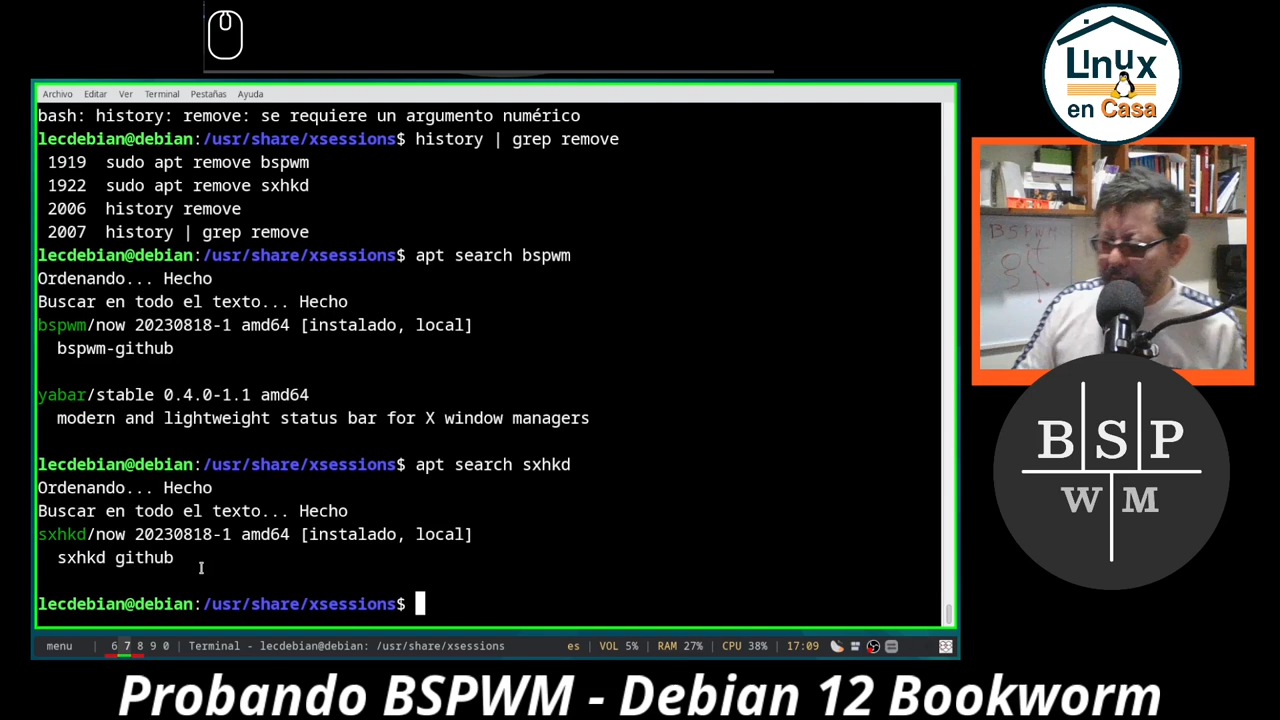 Archivo Editar Ver Terminal Pestañas Ayuda
bash: history: remove: se requiere un argumento numérico
lecdebian@debian:/usr/share/xsessions$ history | grep remove
1919 sudo apt remove bspwm
1922 sudo apt remove sxhkd
2006 history remove
2007 history | grep remove
lecdebian@debian:/usr/share/xsessions$ apt search bspwm
Ordenando... Hecho
Buscar en todo el texto... Hecho
bspwm/now 20230818-1 amd64 [instalado, local]
bspwm-github
yabar/stable 0.4.0-1.1 amd64
modern and lightweight status bar for X window managers
lecdebian@debian:/usr/share/xsessions$ apt search sxhkd
Ordenando... Hecho
Buscar en todo el texto... Hecho
sxhkd/now 20230818-1 amd64 [instalado, local]
sxhkd github
lecdebian@debian:/usr/share/xsessions$
menu | 6 7 8 9 0 | Terminal - lecdebian@debian: /usr/share/xsessions es | VOL 5% | RAM 27% | CPU 38% | 17:09
Linux
en Casa
BSPWM
B S P
W M
Probando BSPWM - Debian 12 Bookworm